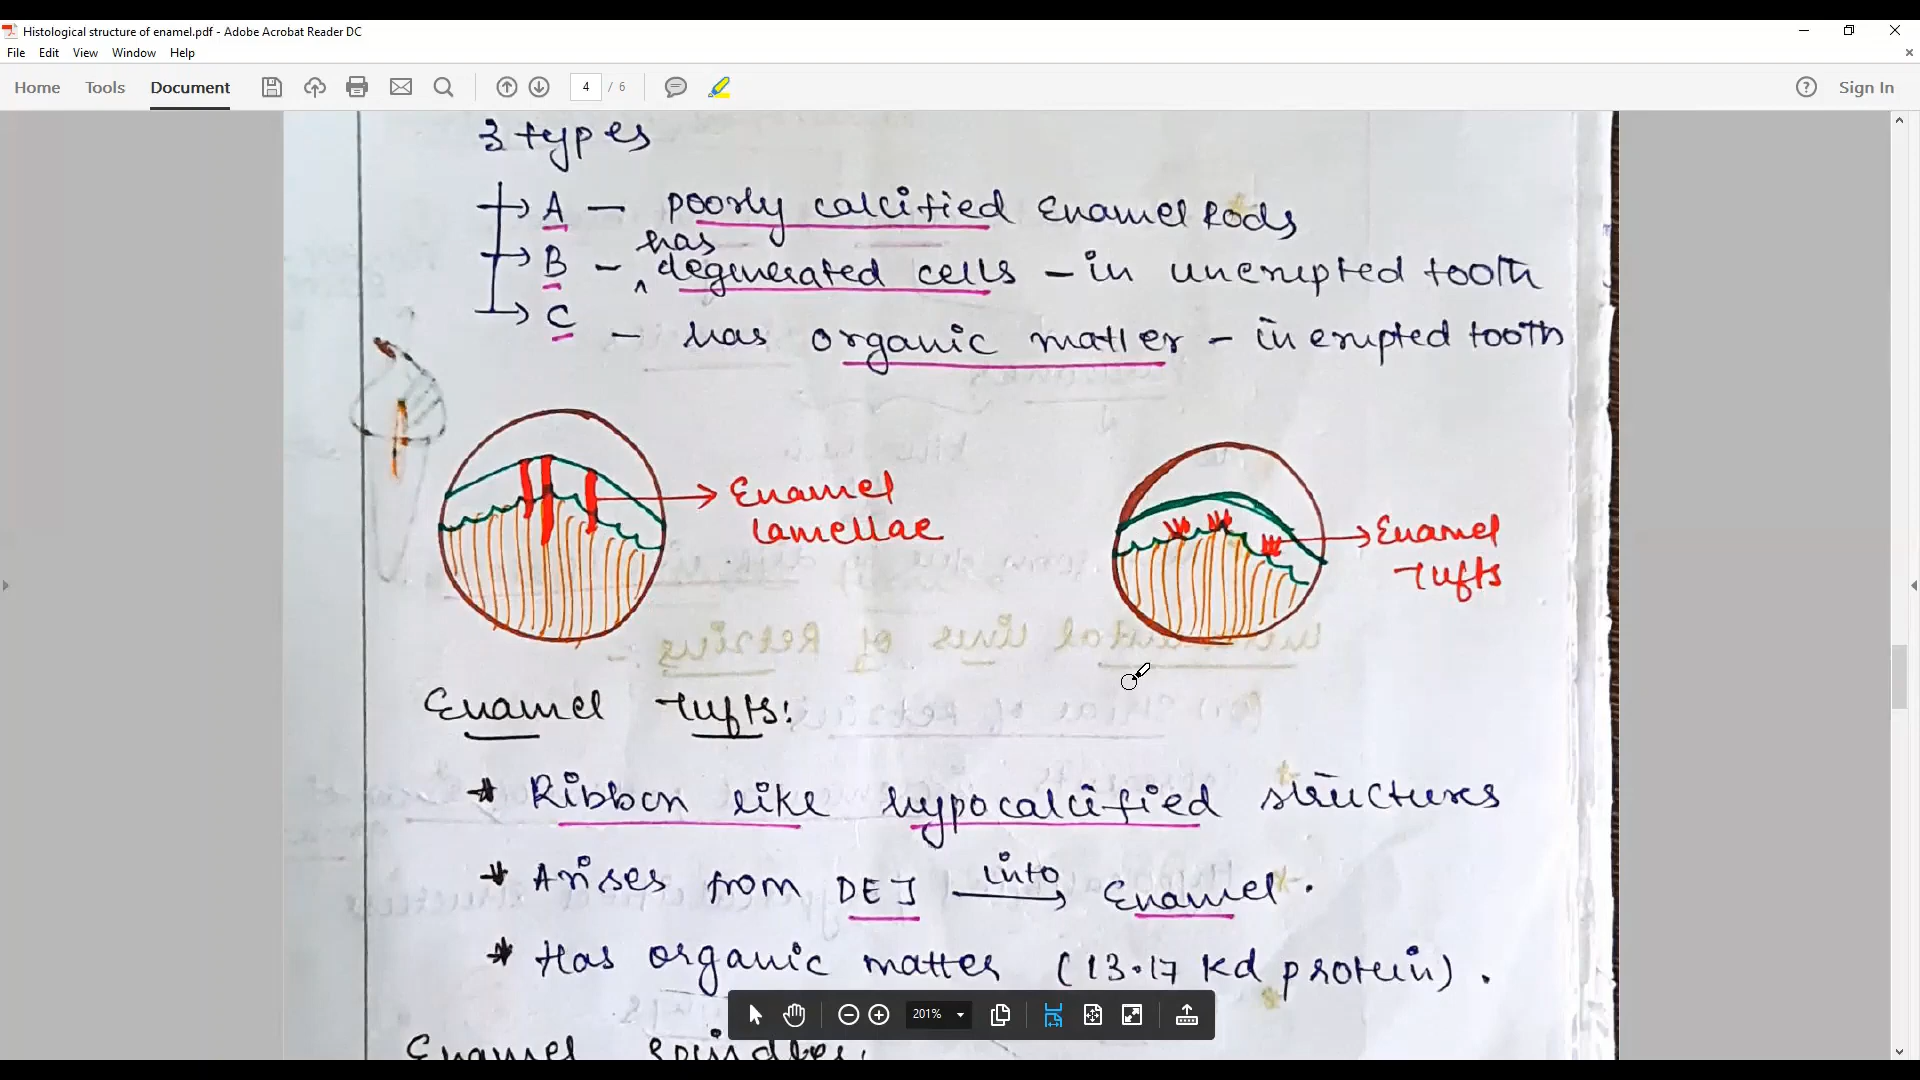 Histological structure of enamel.pdf - Adobe Acrobat Reader DC
File Edit View Window Help
Home Tools Document 4 / 6 Sign In
3 types
A — poorly calcified Enamel Rods
B — has degenerated cells — in unerupted tooth
C — has organic matter — in erupted tooth
Enamel
lamellae
Enamel
tufts
Enamel tufts:
* Ribbon like hypocalcified structures
* Arises from DEJ into Enamel.
* Has organic matter (13.17 Kd protein).
201%
Enamel spindles: